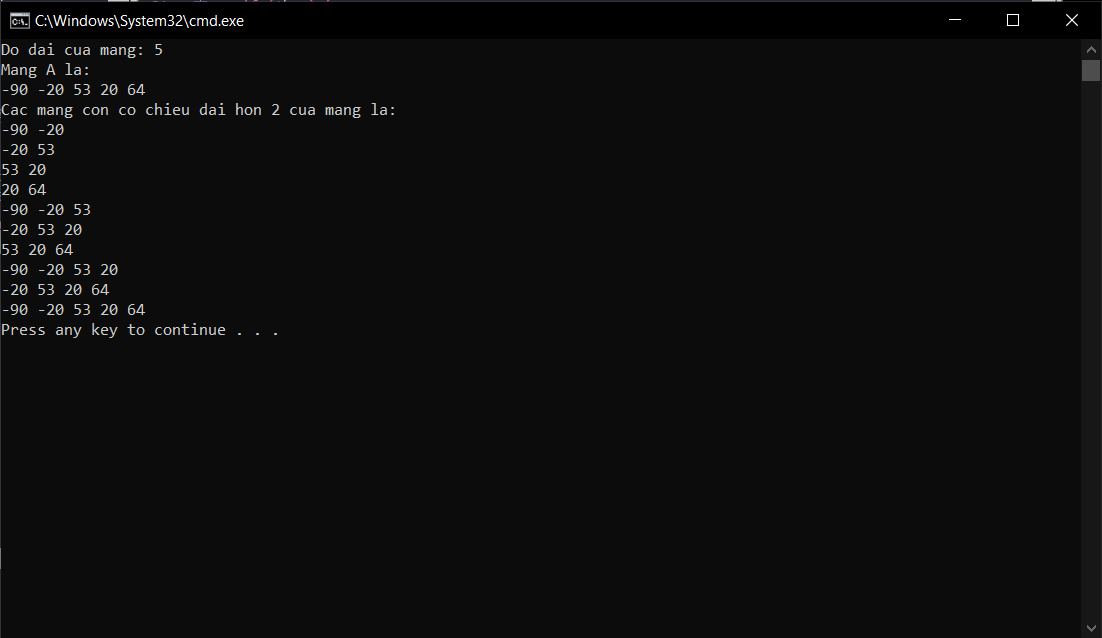 C:\Windows\System32\cmd.exe
Do dai cua mang: 5
Mang A la:
-90 -20 53 20 64
Cac mang con co chieu dai hon 2 cua mang la:
-90 -20
-20 53
53 20
20 64
-90 -20 53
-20 53 20
53 20 64
-90 -20 53 20
-20 53 20 64
-90 -20 53 20 64
Press any key to continue . . .